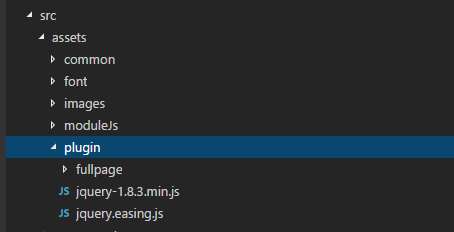 src
assets
common
font
images
moduleJs
plugin
fullpage
JS jquery-1.8.3.min.js
JS jquery.easing.js